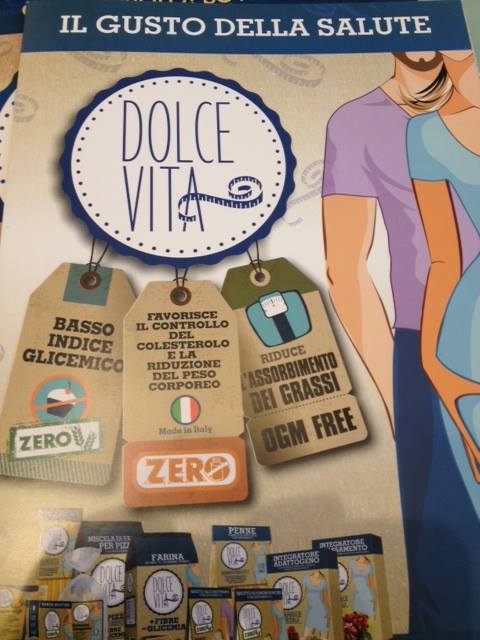 IL GUSTO DELLA SALUTE
DOLCE
VITA
BASSO
INDICE
GLICEMICO
ZERO
FAVORISCE
IL CONTROLLO
DEL
COLESTEROLO
E LA
RIDUZIONE
DEL PESO
CORPOREO
Made in Italy
ZERO
RIDUCE
L'ASSORBIMENTO
DEI GRASSI
OGM FREE
PENNE
FARINA
DOLCE
VITA
+FIBRE
-GLICEMIA
INTEGRATORE
ADATTOGENO
INTEGRATORE